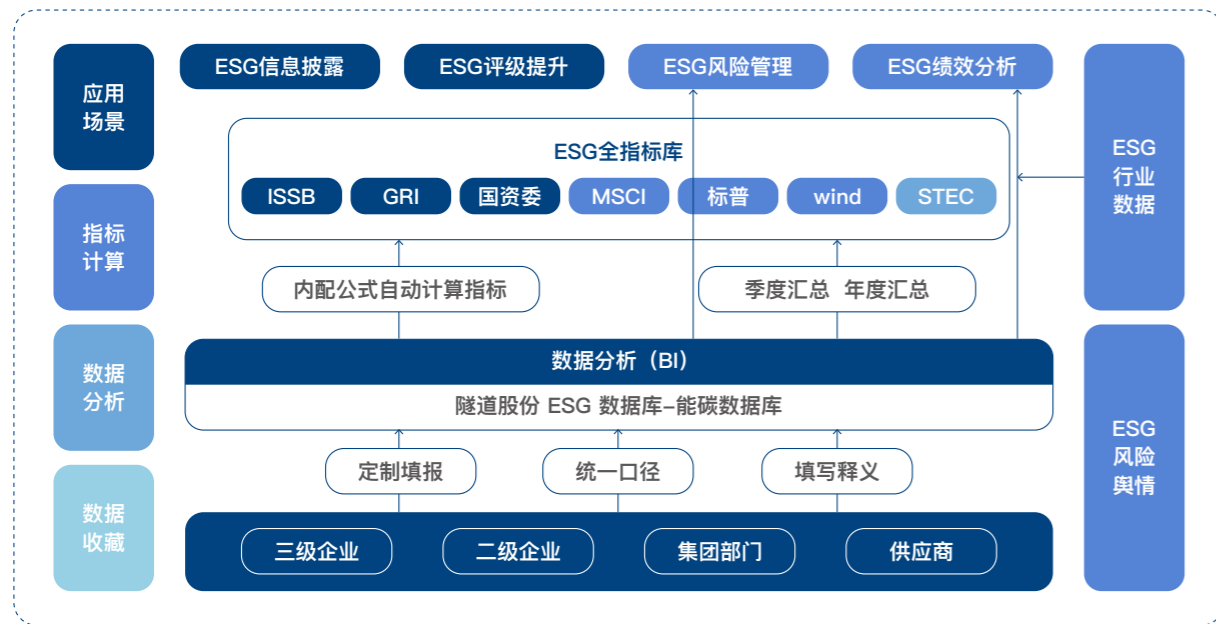 应用
场景
ESG信息披露
ESG评级提升
ESG风险管理
ESG绩效分析
ESG全指标库
ISSB
GRI
国资委
MSCI
标普
wind
STEC
指标
计算
内配公式自动计算指标
季度汇总 年度汇总
ESG
行业
数据
数据
分析
数据分析（BI）
隧道股份 ESG 数据库-能碳数据库
定制填报
统一口径
填写释义
数据
收藏
三级企业
二级企业
集团部门
供应商
ESG
风险
舆情